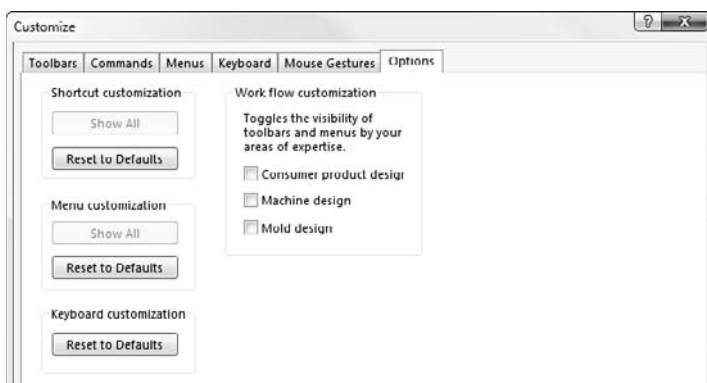 Customize
Toolbars Commands Menus Keyboard Mouse Gestures Options
Shortcut customization
Show All
Reset to Defaults
Menu customization
Show All
Reset to Defaults
Keyboard customization
Reset to Defaults
Work flow customization
Toggles the visibility of
toolbars and menus by your
areas of expertise.
Consumer product design
Machine design
Mold design